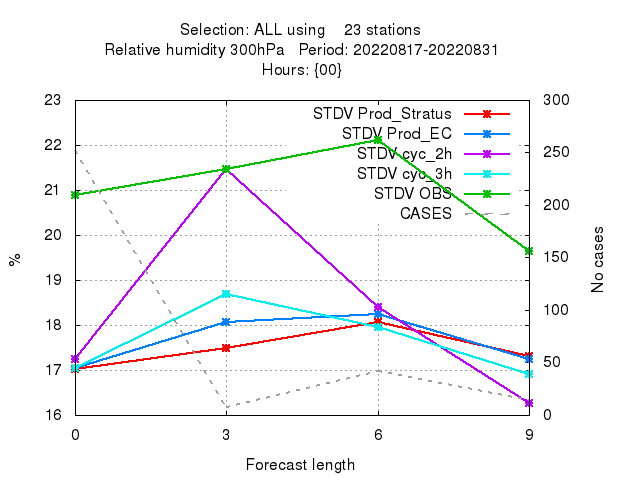 Selection: ALL using    23 stations
Relative humidity 300hPa   Period: 20220817-20220831
Hours: {00}
23
22
21
20
19
18
17
16
%
STDV Prod_Stratus
STDV Prod_EC
STDV cyc_2h
STDV cyc_3h
STDV OBS
CASES
300
250
200
150
100
50
0
No cases
0 3 6 9
Forecast length